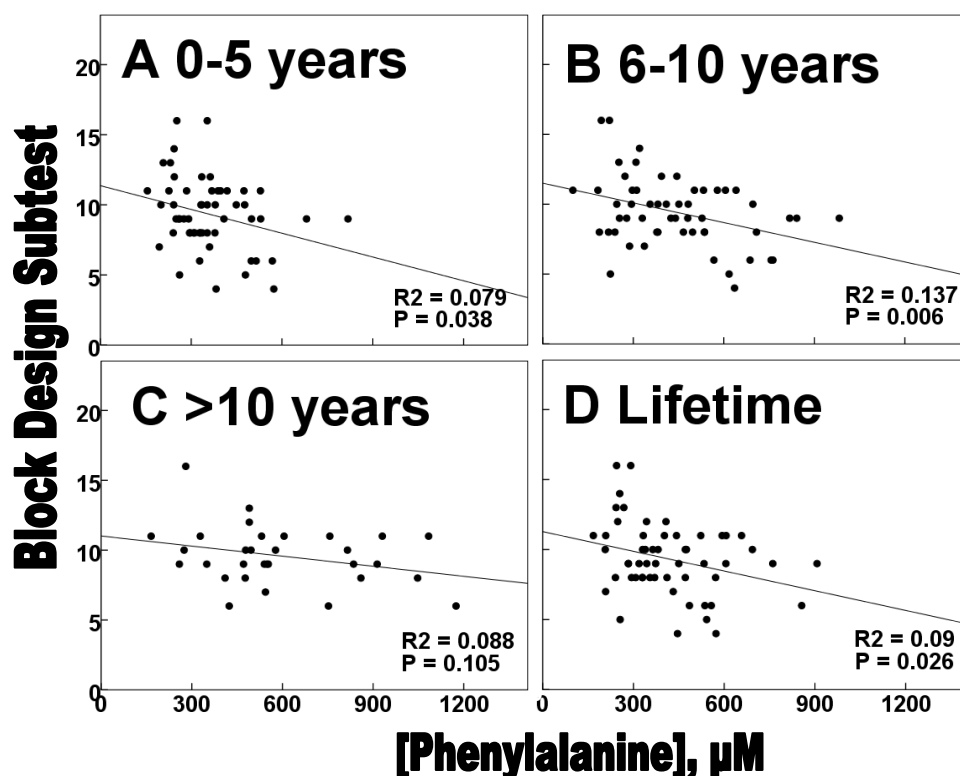 Block Design Subtest
A 0-5 years
20
15
10
5
0
R2 = 0.079
P = 0.038
B 6-10 years
R2 = 0.137
P = 0.006
C >10 years
20
15
10
5
0
R2 = 0.088
P = 0.105
0 300 600 900 1200
D Lifetime
R2 = 0.09
P = 0.026
0 300 600 900 1200
[Phenylalanine], µM